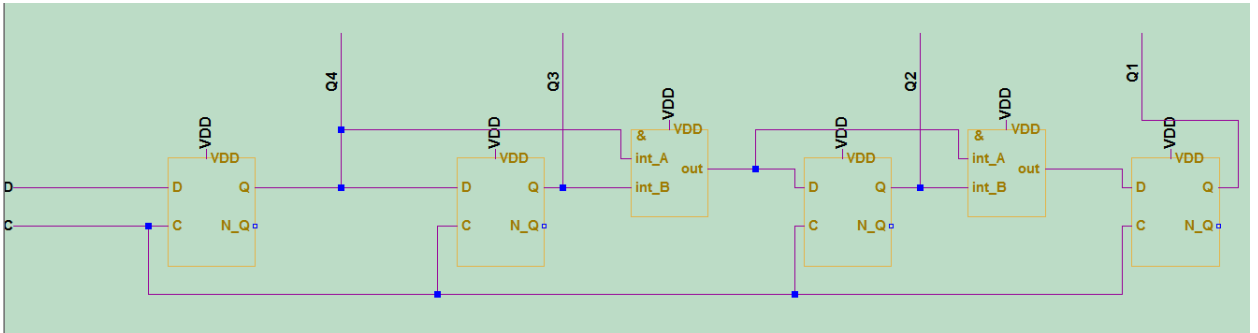 Q4
Q3
Q2
Q1
VDD
VDD
VDD
VDD
VDD
VDD
& VDD
& VDD
VDD
VDD
VDD
VDD
int_A
int_A
out
out
D
D
Q
D
Q
int_B
D
Q
int_B
D
Q
C
C
N_Q
C
N_Q
C
N_Q
C
N_Q